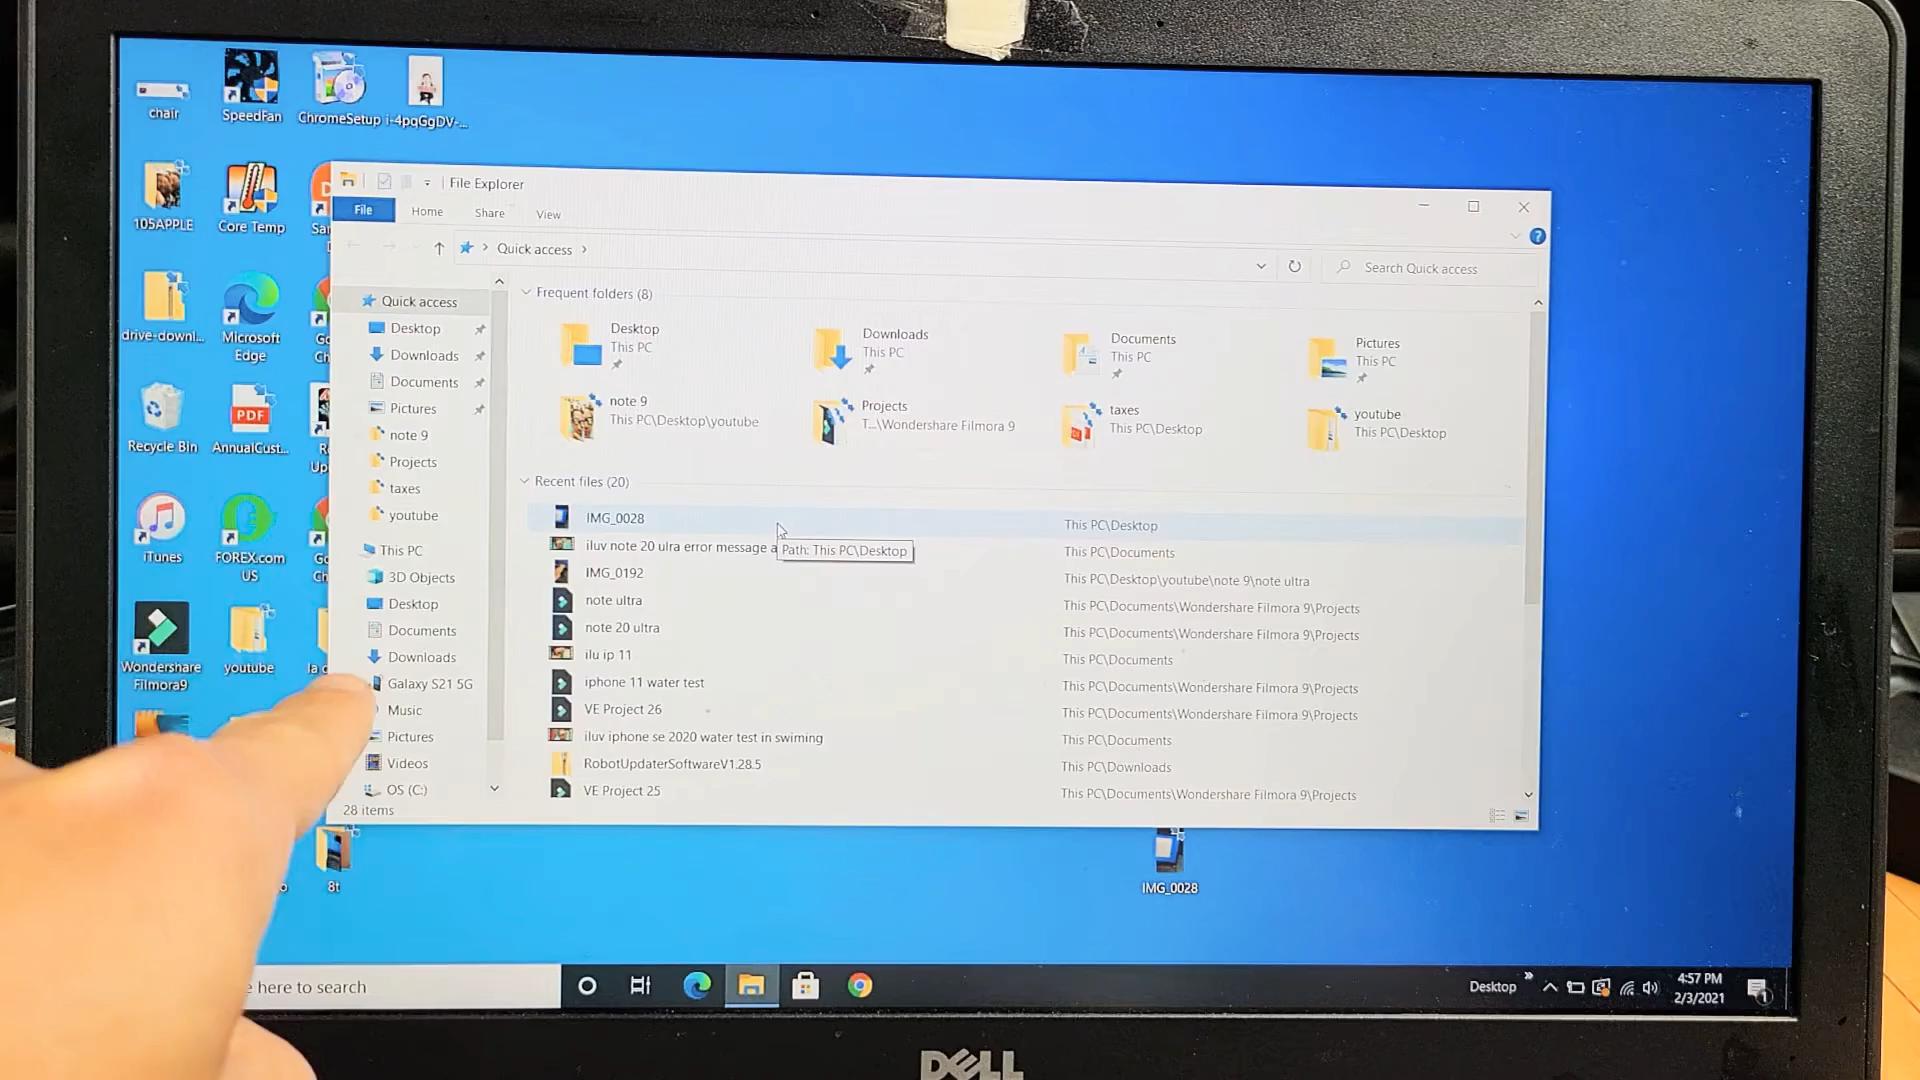 chair
SpeedFan
ChromeSetup
i-4pqGgDV-...
105APPLE
Core Temp
drive-downl...
Microsoft
Edge
Recycle Bin
PDF
AnnualCust...
iTunes
FOREX.com
US
Wondershare
Filmora9
youtube
8t
IMG_0028
File Explorer
File
Home
Share
View
Quick access
Search Quick access
Quick access
Desktop
Downloads
Documents
Pictures
note 9
Projects
taxes
youtube
This PC
3D Objects
Desktop
Documents
Downloads
Galaxy S21 5G
Music
Pictures
Videos
OS (C:)
28 items
Frequent folders (8)
Desktop
This PC
Downloads
This PC
Documents
This PC
Pictures
This PC
note 9
This PC\Desktop\youtube
Projects
T...\Wondershare Filmora 9
taxes
This PC\Desktop
youtube
This PC\Desktop
Recent files (20)
IMG_0028 This PC\Desktop
iluv note 20 ulra error message a This PC\Documents
Path: This PC\Desktop
IMG_0192 This PC\Desktop\youtube\note 9\note ultra
note ultra This PC\Documents\Wondershare Filmora 9\Projects
note 20 ultra This PC\Documents\Wondershare Filmora 9\Projects
ilu ip 11 This PC\Documents
iphone 11 water test This PC\Documents\Wondershare Filmora 9\Projects
VE Project 26 This PC\Documents\Wondershare Filmora 9\Projects
iluv iphone se 2020 water test in swiming This PC\Documents
RobotUpdaterSoftwareV1.28.5 This PC\Downloads
VE Project 25 This PC\Documents\Wondershare Filmora 9\Projects
here to search
Desktop
4:57 PM
2/3/2021
1
DELL